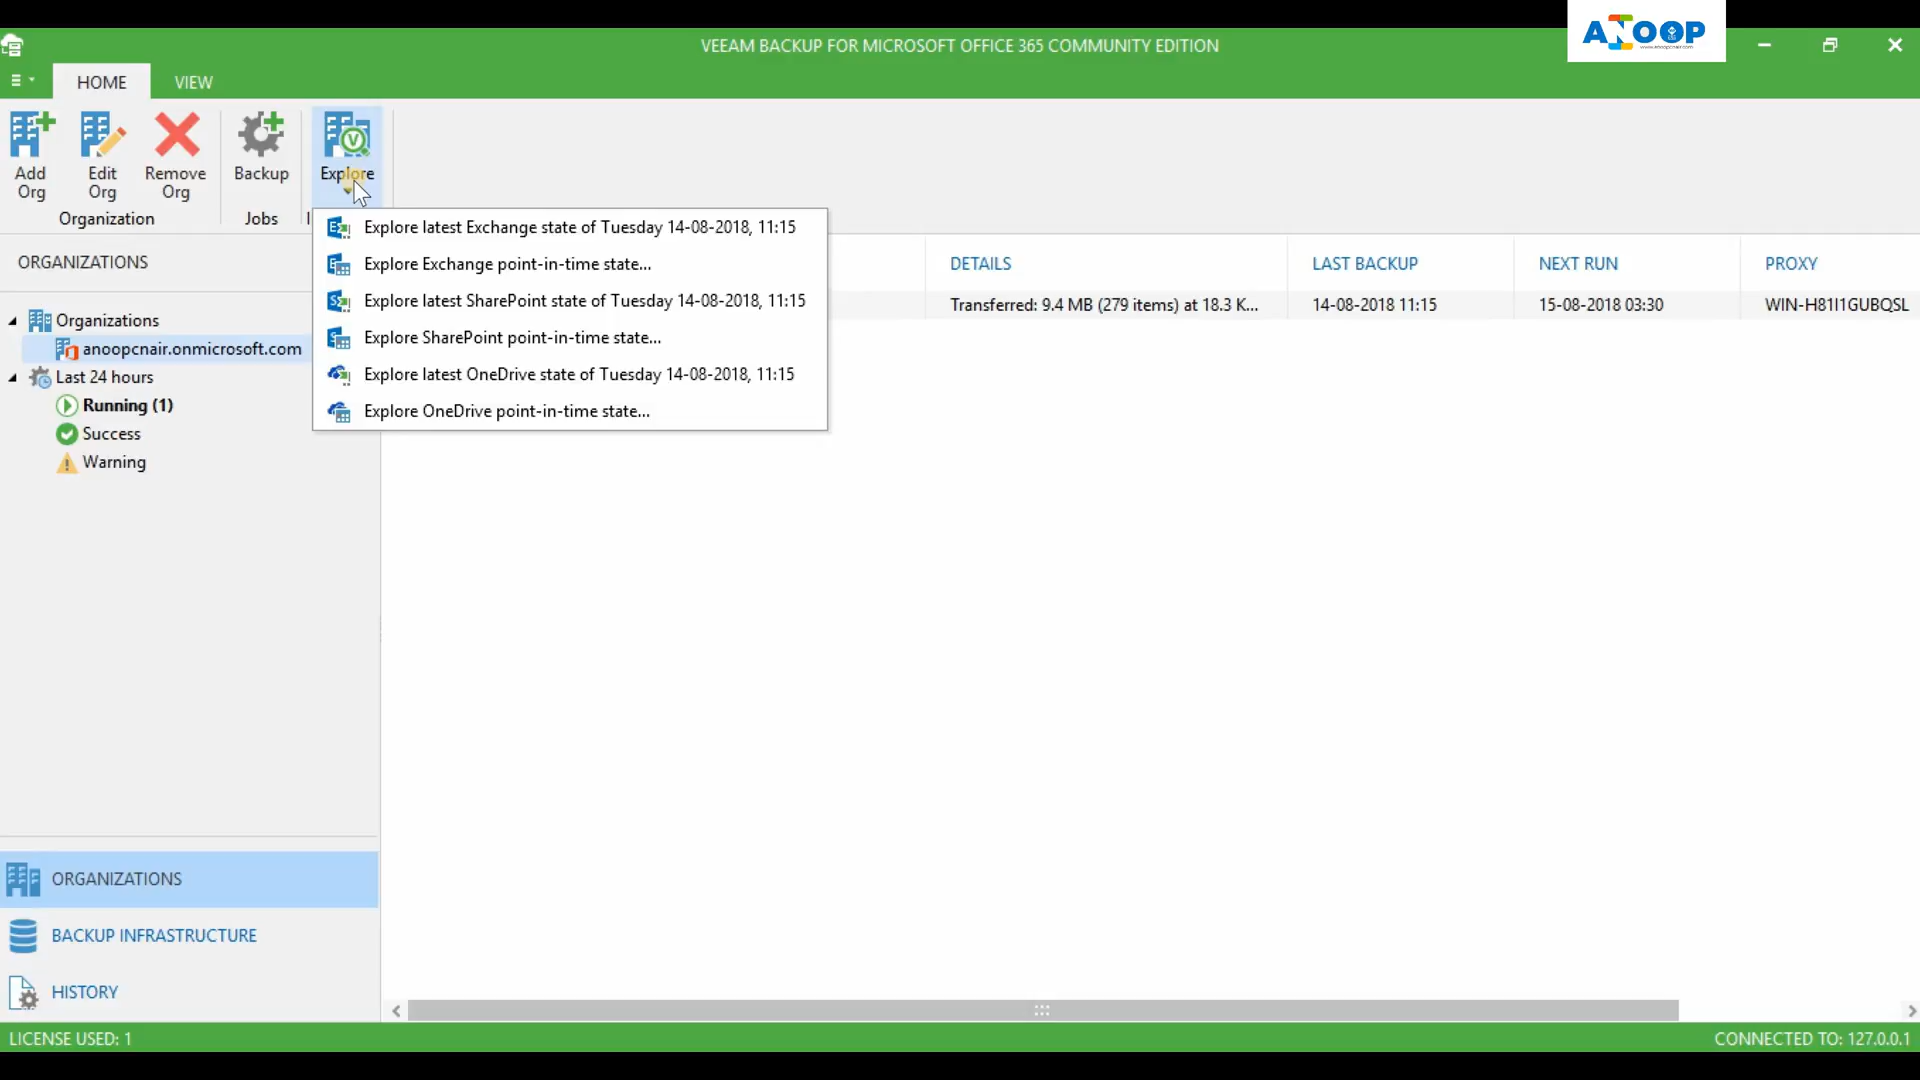 ANOOP
www.anoopcnair.com
VEEAM BACKUP FOR MICROSOFT OFFICE 365 COMMUNITY EDITION
HOME VIEW
Add Org
Edit Org
Remove Org
Backup
Explore
Organization
Jobs
Explore latest Exchange state of Tuesday 14-08-2018, 11:15
Explore Exchange point-in-time state...
Explore latest SharePoint state of Tuesday 14-08-2018, 11:15
Explore SharePoint point-in-time state...
Explore latest OneDrive state of Tuesday 14-08-2018, 11:15
Explore OneDrive point-in-time state...
ORGANIZATIONS
Organizations
anoopcnair.onmicrosoft.com
Last 24 hours
Running (1)
Success
Warning
DETAILS LAST BACKUP NEXT RUN PROXY
Transferred: 9.4 MB (279 items) at 18.3 K... 14-08-2018 11:15 15-08-2018 03:30 WIN-H81I1GUBQSL
ORGANIZATIONS
BACKUP INFRASTRUCTURE
HISTORY
LICENSE USED: 1
CONNECTED TO: 127.0.0.1